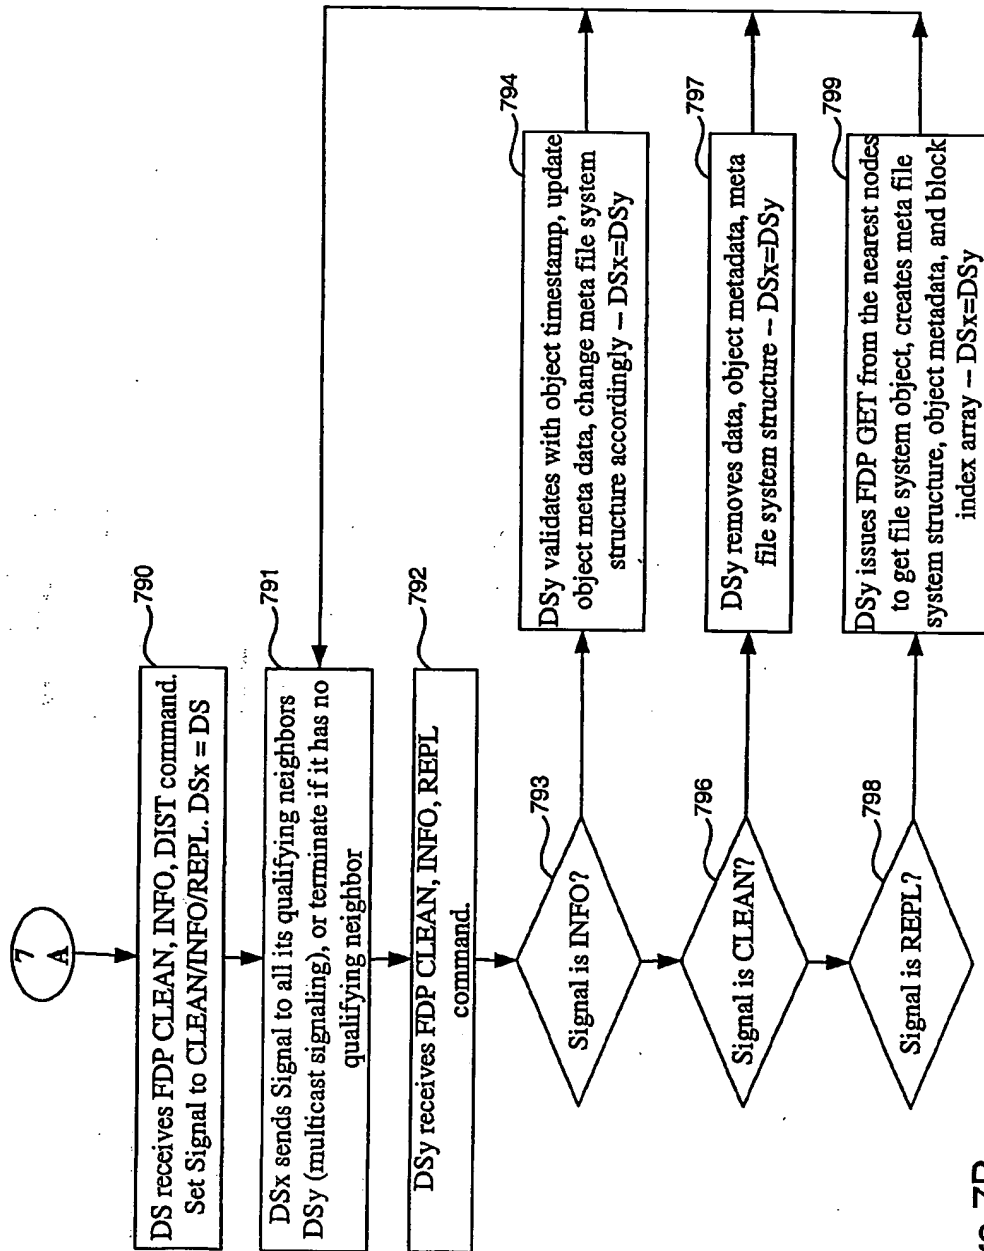 7
A
790
DS receives FDP CLEAN, INFO, DIST command.
Set Signal to CLEAN/INFO/REPL. DSx = DS
791
DSx sends Signal to all its qualifying neighbors
DSy (multicast signaling), or terminate if it has no
qualifying neighbor
792
DSy receives FDP CLEAN, INFO, REPL
command.
793
Signal is INFO?
794
DSy validates with object timestamp, update
object meta data, change meta file system
structure accordingly -- DSx=DSy
796
Signal is CLEAN?
797
DSy removes data, object metadata, meta
file system structure -- DSx=DSy
798
Signal is REPL?
799
DSy issues FDP GET from the nearest nodes
to get file system object, creates meta file
system structure, object metadata, and block
index array -- DSx=DSy